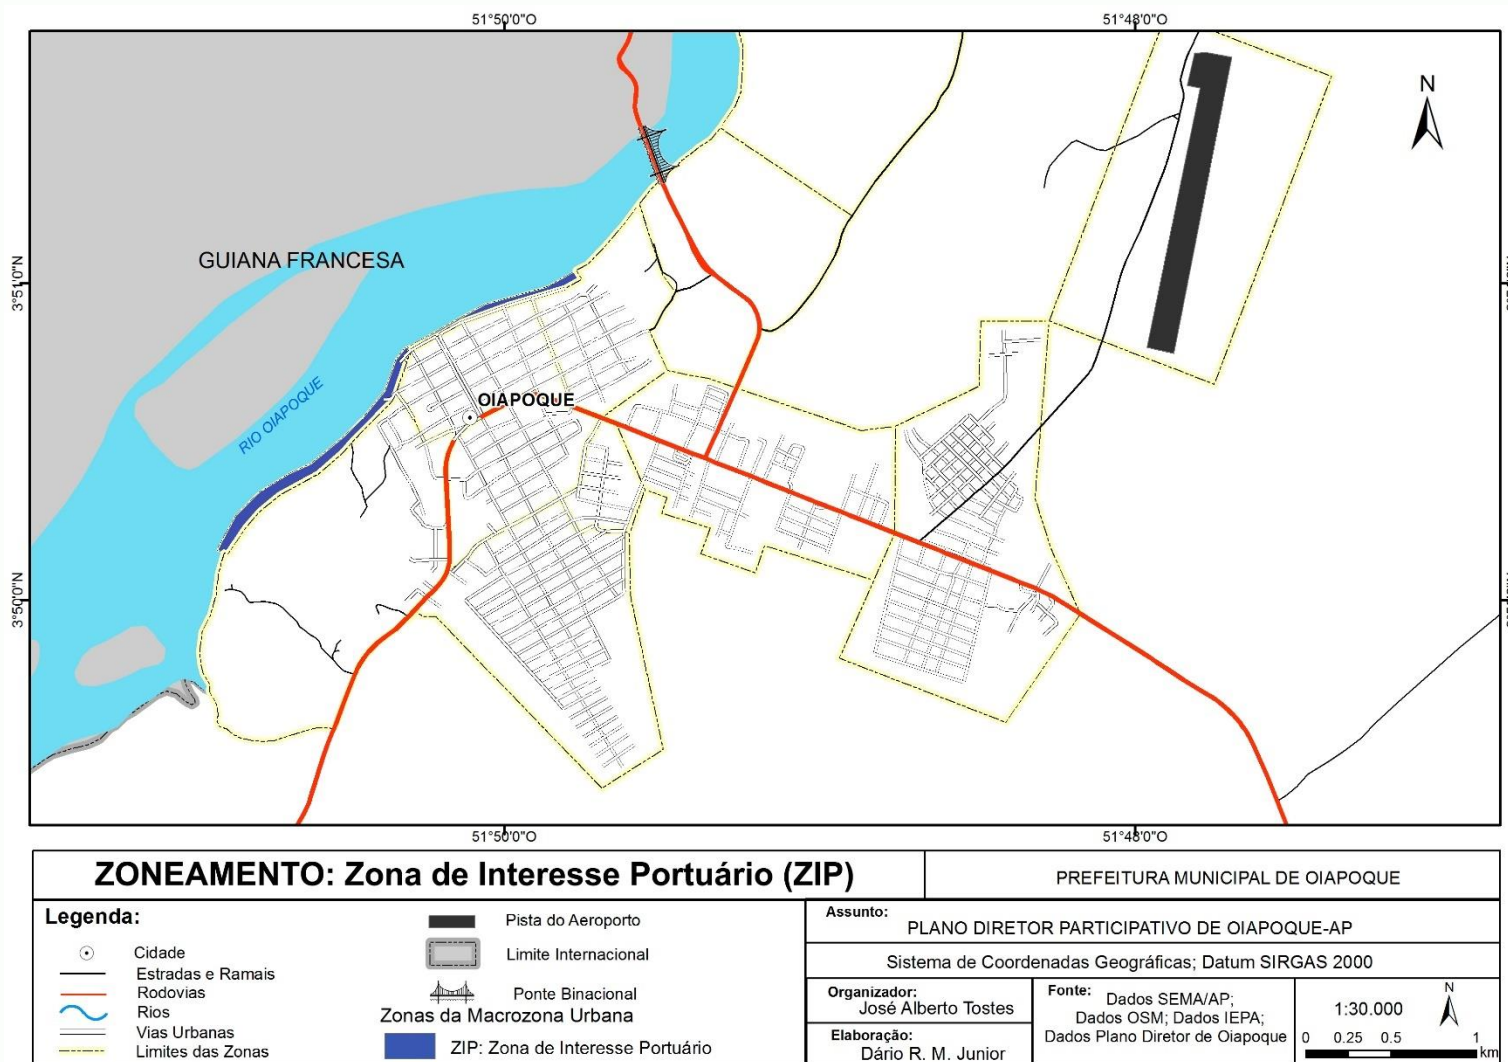 51°50'0"O
51°48'0"O
N
GUIANA FRANCESA
3°51'0"N
RIO OIAPOQUE
OIAPOQUE
3°50'0"N
51°50'0"O
51°48'0"O
ZONEAMENTO: Zona de Interesse Portuário (ZIP)
PREFEITURA MUNICIPAL DE OIAPOQUE
Legenda:
Cidade
Estradas e Ramais
Rodovias
Rios
Vias Urbanas
Limites das Zonas
Pista do Aeroporto
Limite Internacional
Ponte Binacional
Zonas da Macrozona Urbana
ZIP: Zona de Interesse Portuário
Assunto:
PLANO DIRETOR PARTICIPATIVO DE OIAPOQUE-AP
Sistema de Coordenadas Geográficas; Datum SIRGAS 2000
Organizador:
José Alberto Tostes
Elaboração:
Dário R. M. Junior
Fonte:
Dados SEMA/AP;
Dados OSM; Dados IEPA;
Dados Plano Diretor de Oiapoque
1:30.000
N
0 0.25 0.5 1
km